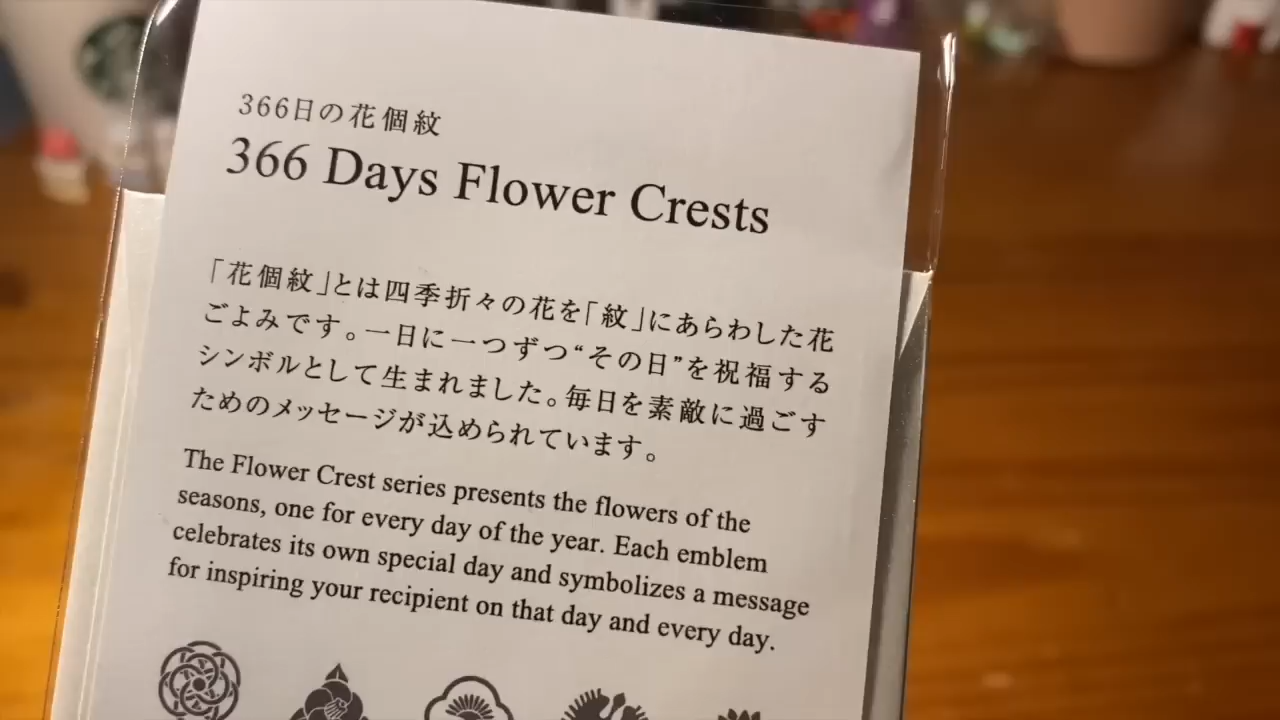 366日の花個紋
366 Days Flower Crests
「花個紋」とは四季折々の花を「紋」にあらわした花
ごよみです。一日に一つずつ“その日”を祝福する
シンボルとして生まれました。毎日を素敵に過ごす
ためのメッセージが込められています。
The Flower Crest series presents the flowers of the
seasons, one for every day of the year. Each emblem
celebrates its own special day and symbolizes a message
for inspiring your recipient on that day and every day.